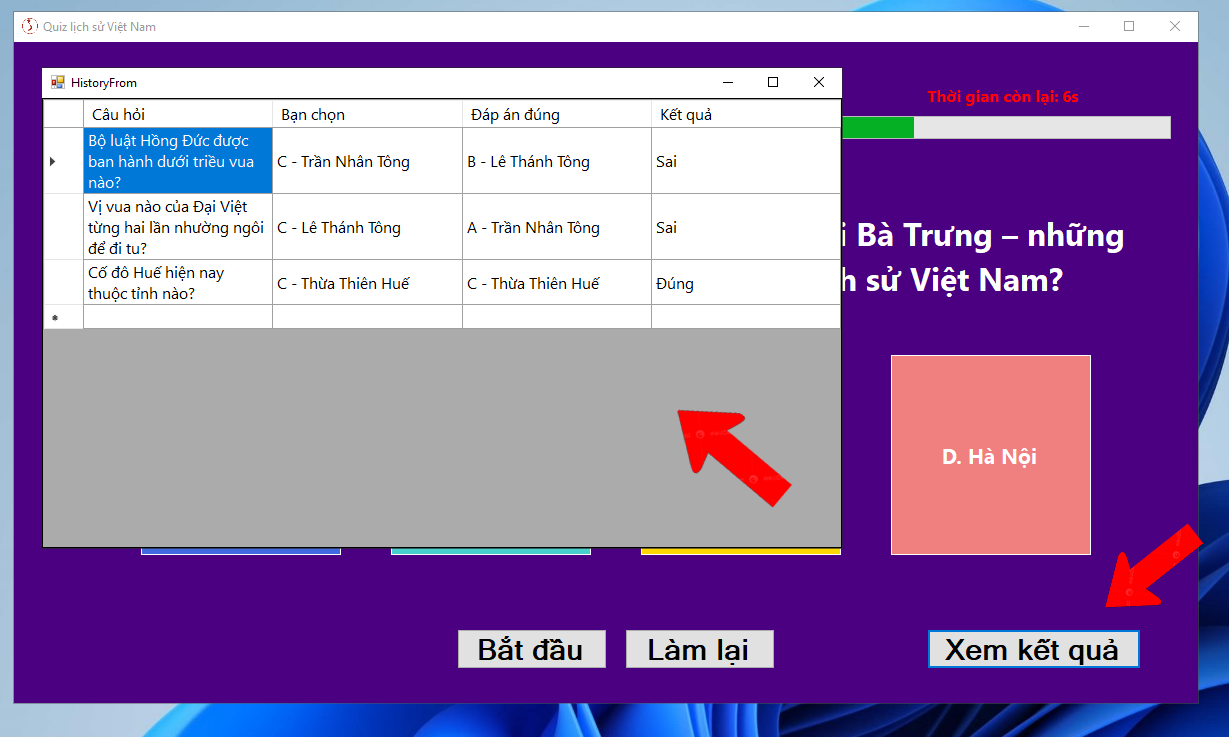 Quiz lịch sử Việt Nam
HistoryFrom
Thời gian còn lại: 6s
Câu hỏi Bạn chọn Đáp án đúng Kết quả
Bộ luật Hồng Đức được
ban hành dưới triều vua
nào?
C - Trần Nhân Tông B - Lê Thánh Tông Sai
Vị vua nào của Đại Việt
từng hai lần nhường ngôi
để đi tu?
C - Lê Thánh Tông A - Trần Nhân Tông Sai
Cố đô Huế hiện nay
thuộc tỉnh nào?
C - Thừa Thiên Huế C - Thừa Thiên Huế Đúng
i Bà Trưng – những
h sử Việt Nam?
D. Hà Nội
Bắt đầu Làm lại Xem kết quả